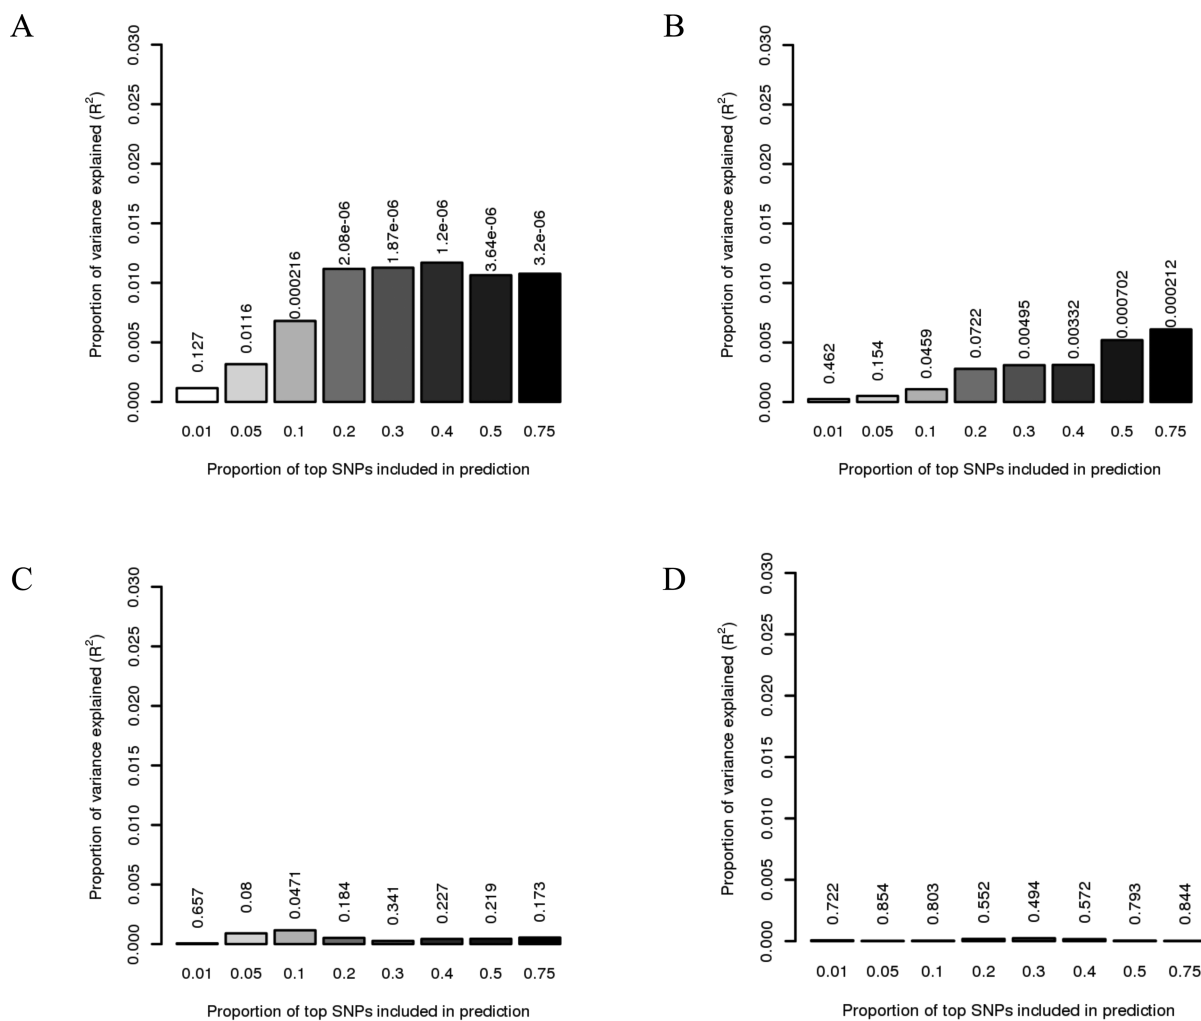 A
Proportion of variance explained (R²)
0.030
0.025
0.020
0.015
0.010
0.005
0.000
0.127
0.0116
0.000216
2.08e-06
1.87e-06
1.2e-06
3.64e-06
3.2e-06
0.01 0.05 0.1 0.2 0.3 0.4 0.5 0.75
Proportion of top SNPs included in prediction
B
Proportion of variance explained (R²)
0.030
0.025
0.020
0.015
0.010
0.005
0.000
0.462
0.154
0.0459
0.0722
0.00495
0.00332
0.000702
0.000212
0.01 0.05 0.1 0.2 0.3 0.4 0.5 0.75
Proportion of top SNPs included in prediction
C
Proportion of variance explained (R²)
0.030
0.025
0.020
0.015
0.010
0.005
0.000
0.657
0.08
0.0471
0.184
0.341
0.227
0.219
0.173
0.01 0.05 0.1 0.2 0.3 0.4 0.5 0.75
Proportion of top SNPs included in prediction
D
Proportion of variance explained (R²)
0.030
0.025
0.020
0.015
0.010
0.005
0.000
0.722
0.854
0.803
0.552
0.494
0.572
0.793
0.844
0.01 0.05 0.1 0.2 0.3 0.4 0.5 0.75
Proportion of top SNPs included in prediction